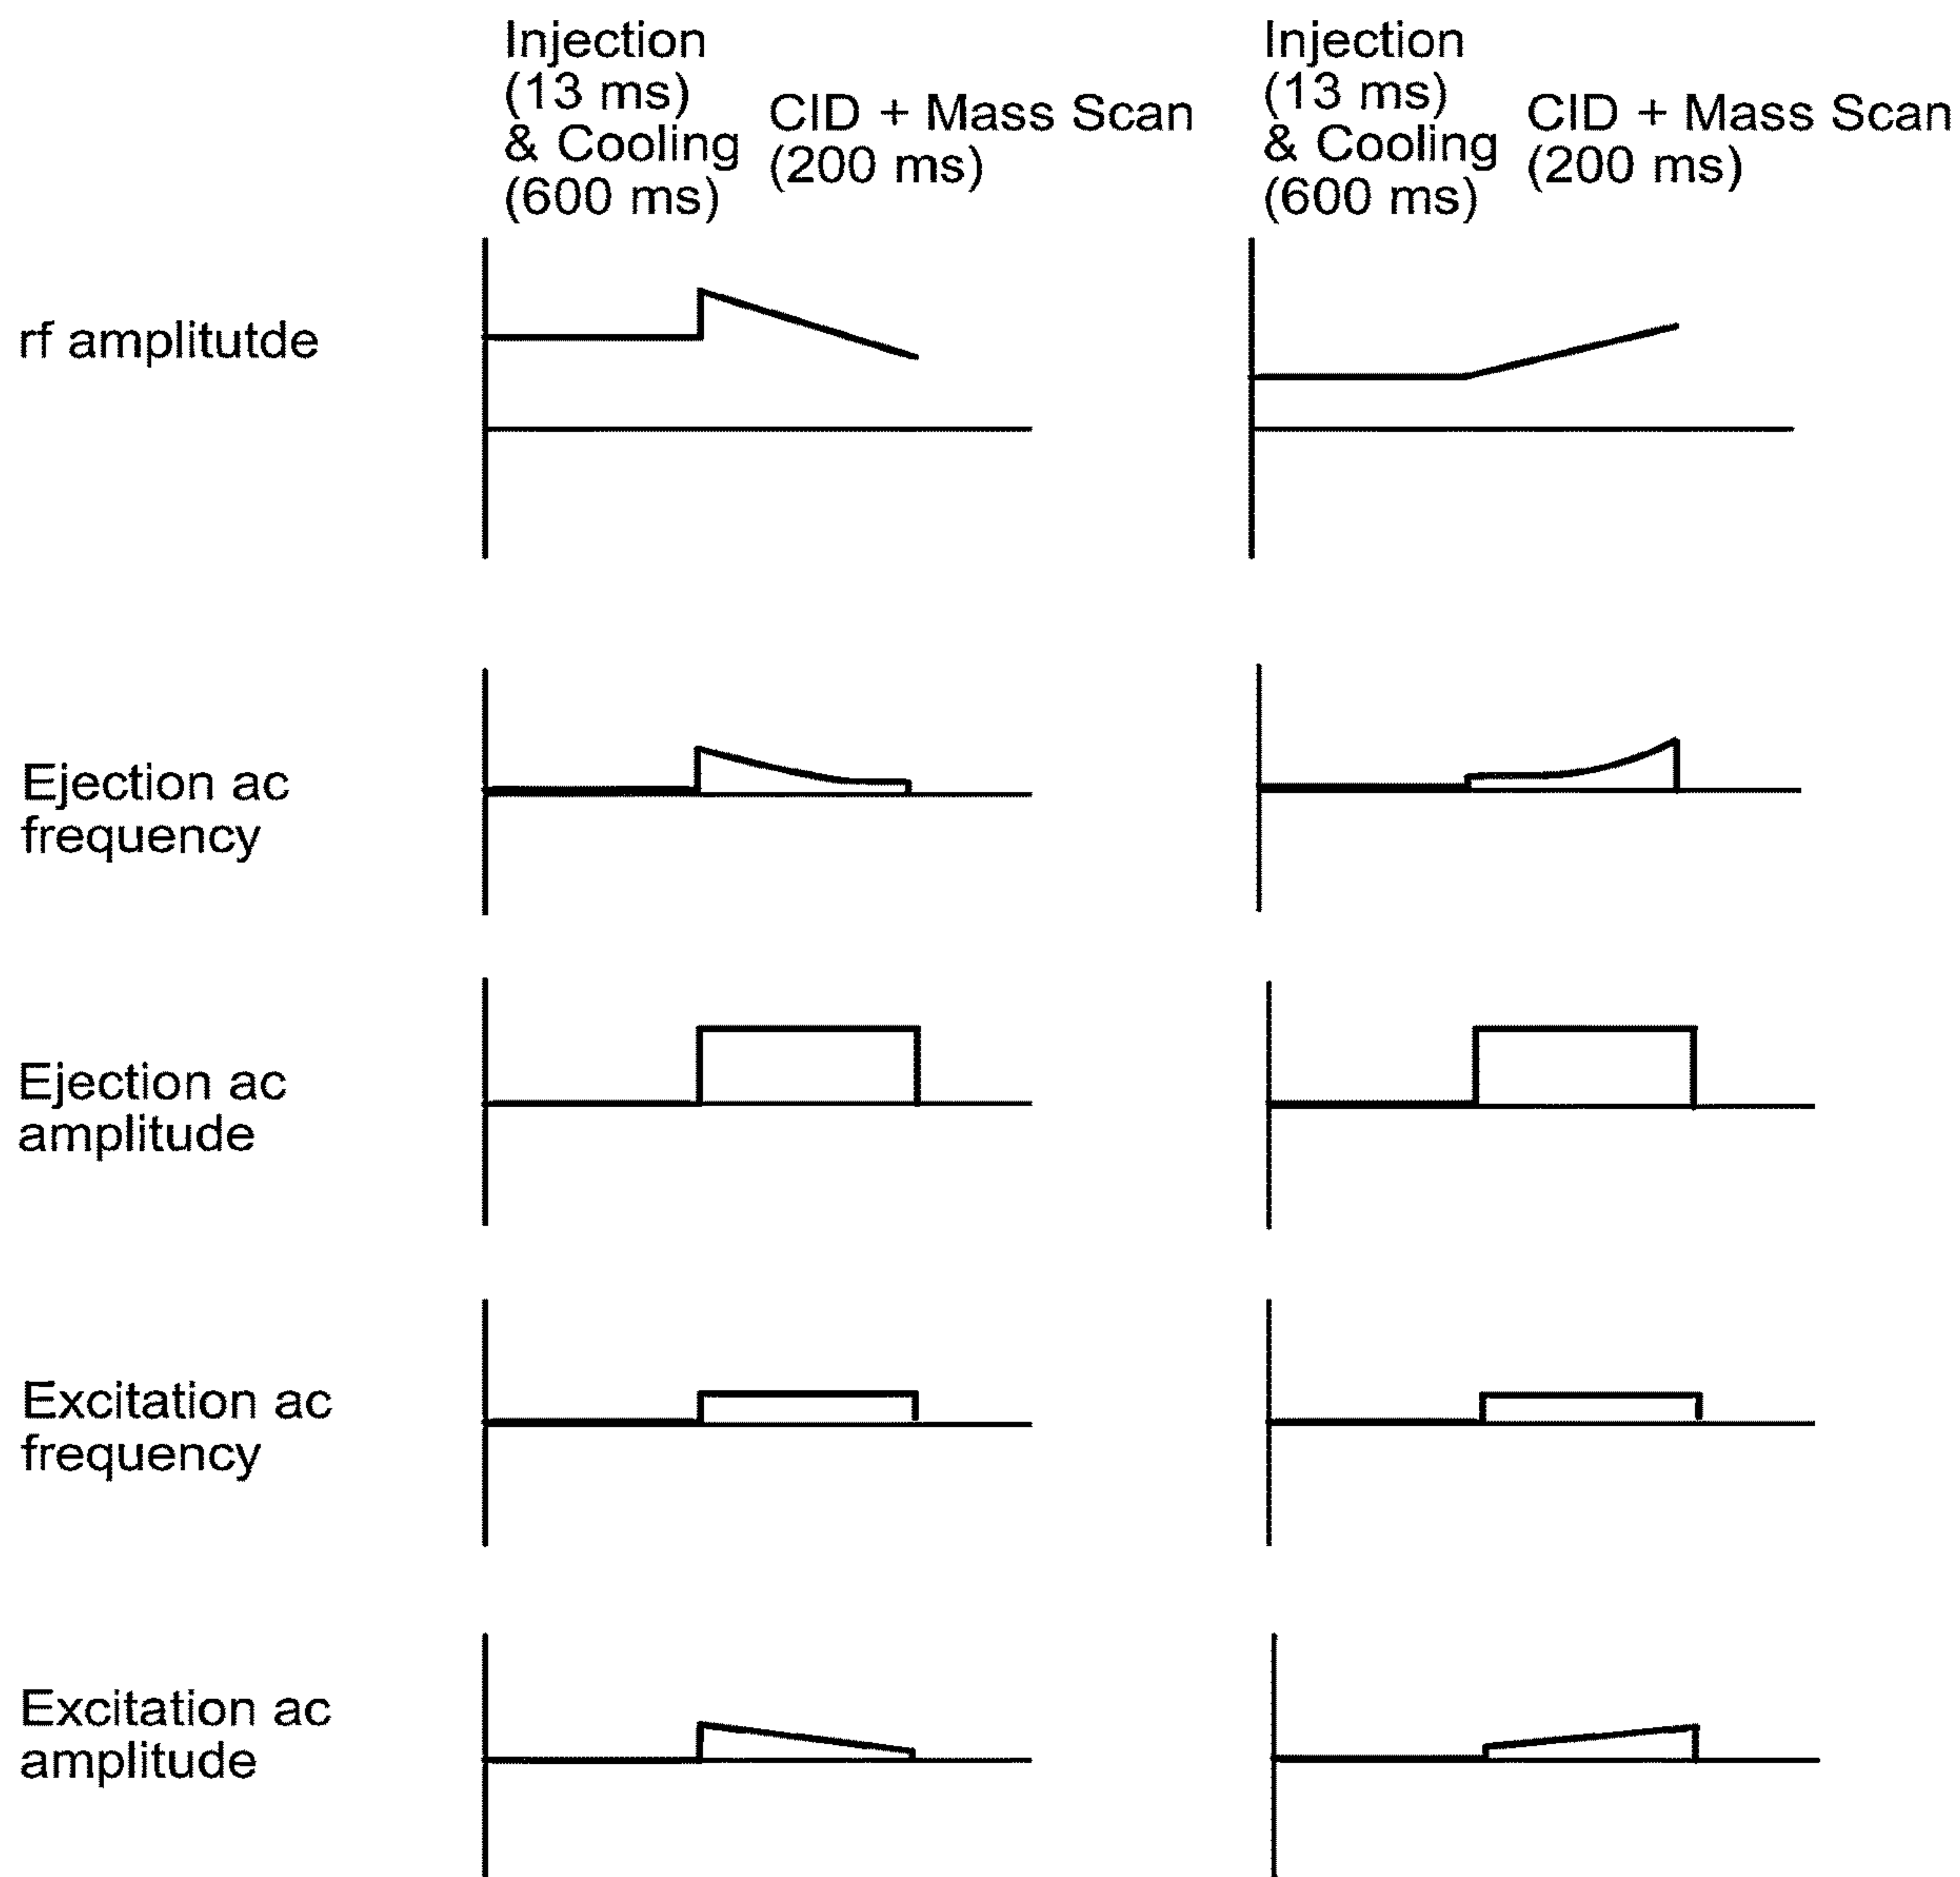 Injection
(13 ms)
& Cooling
(600 ms)
CID + Mass Scan
(200 ms)
Injection
(13 ms)
& Cooling
(600 ms)
CID + Mass Scan
(200 ms)
rf amplitutde
Ejection ac
frequency
Ejection ac
amplitude
Excitation ac
frequency
Excitation ac
amplitude